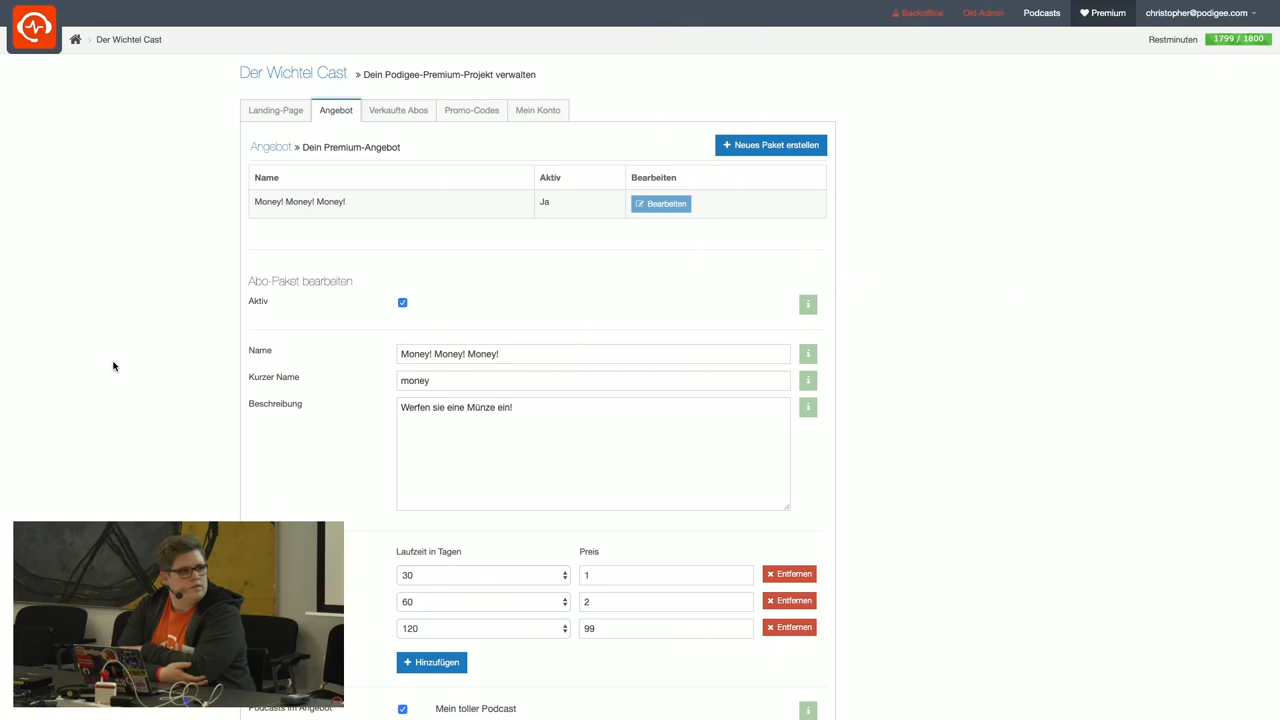 Backoffice Old Admin Podcasts Premium christopher@podigee.com
Der Wichtel Cast Restminuten 1799 / 1800
Der Wichtel Cast » Dein Podigee-Premium-Projekt verwalten
Landing-Page Angebot Verkaufte Abos Promo-Codes Mein Konto
Angebot » Dein Premium-Angebot + Neues Paket erstellen
Name Aktiv Bearbeiten
Money! Money! Money! Ja Bearbeiten
Abo-Paket bearbeiten
Aktiv
Name Money! Money! Money!
Kurzer Name money
Beschreibung Werfen sie eine Münze ein!
Laufzeit in Tagen Preis
30 1 × Entfernen
60 2 × Entfernen
120 99 × Entfernen
+ Hinzufügen
Podcasts im Angebot Mein toller Podcast